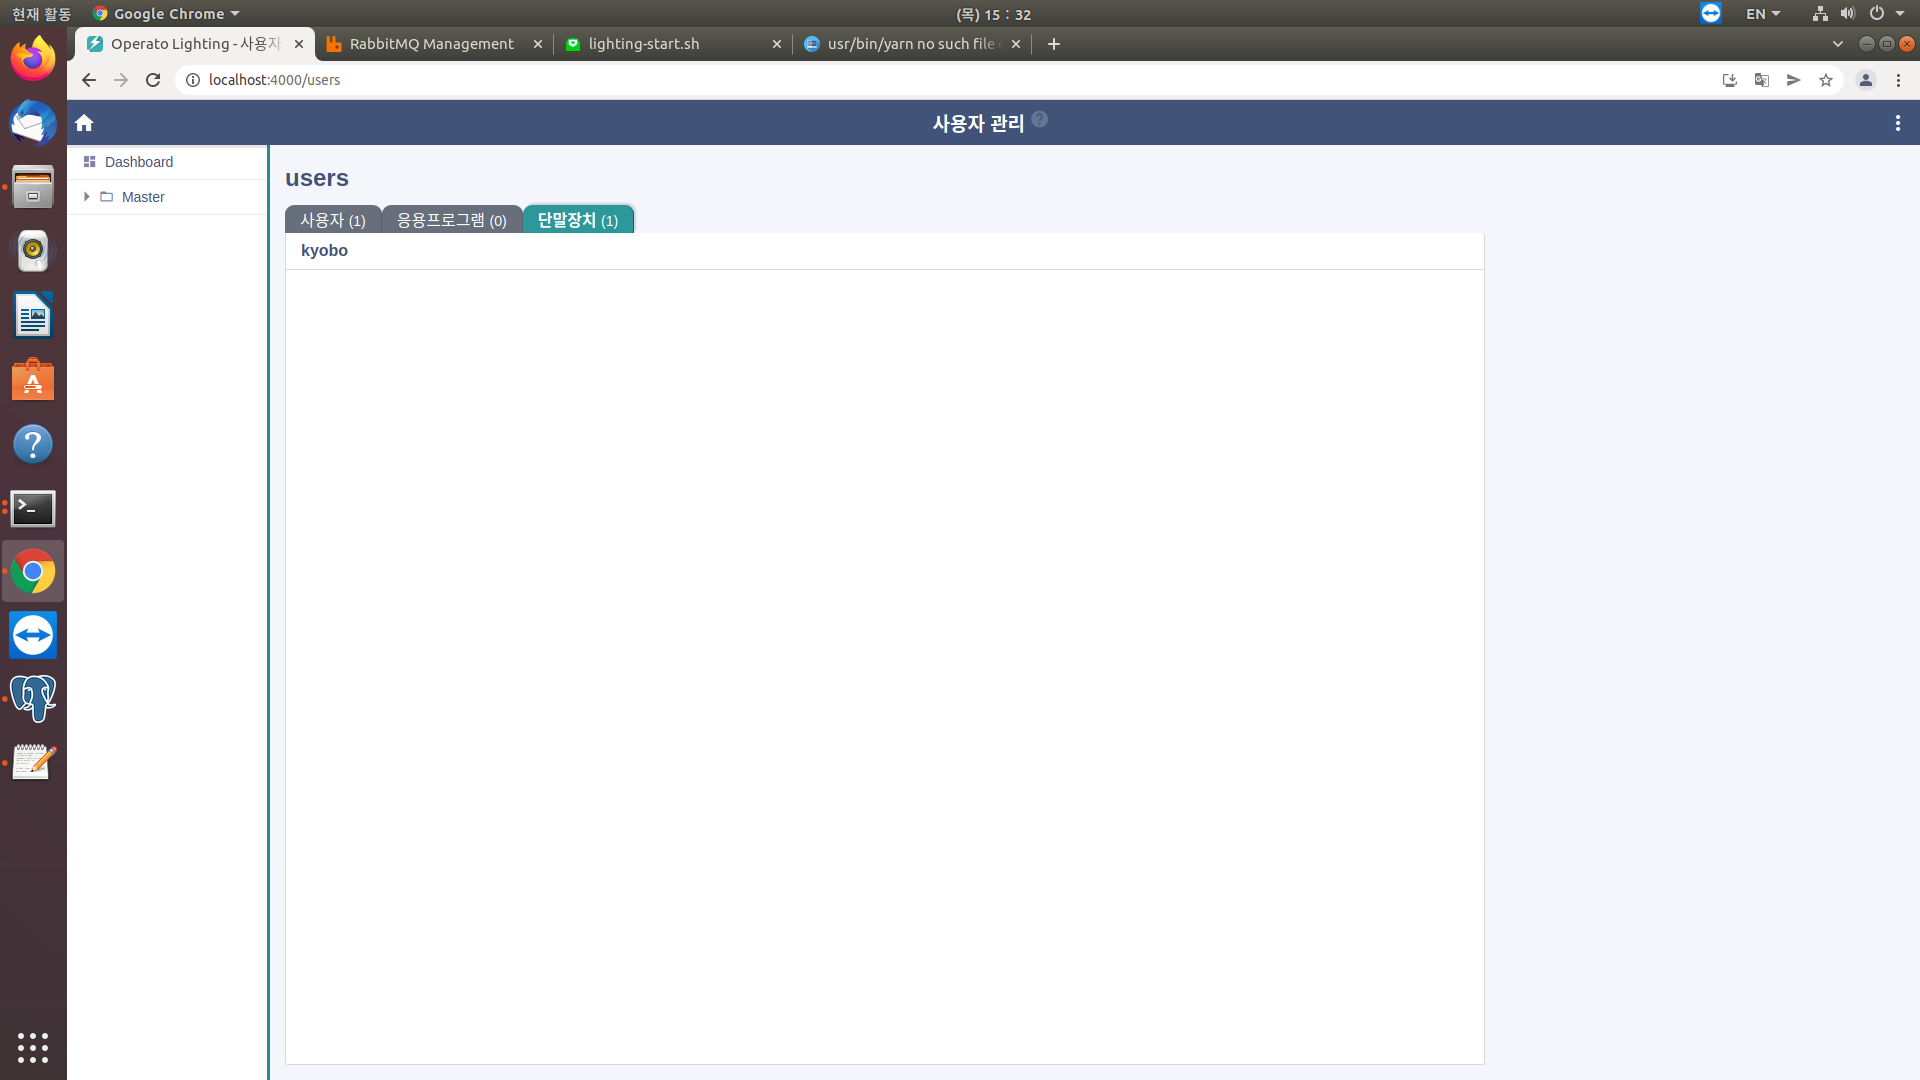 현재 활동
Google Chrome
(목) 15 : 32
EN
Operato Lighting - 사용자
RabbitMQ Management
lighting-start.sh
usr/bin/yarn no such file
localhost:4000/users
사용자 관리 ?
Dashboard
Master
users
사용자 (1)
응용프로그램 (0)
단말장치 (1)
kyobo